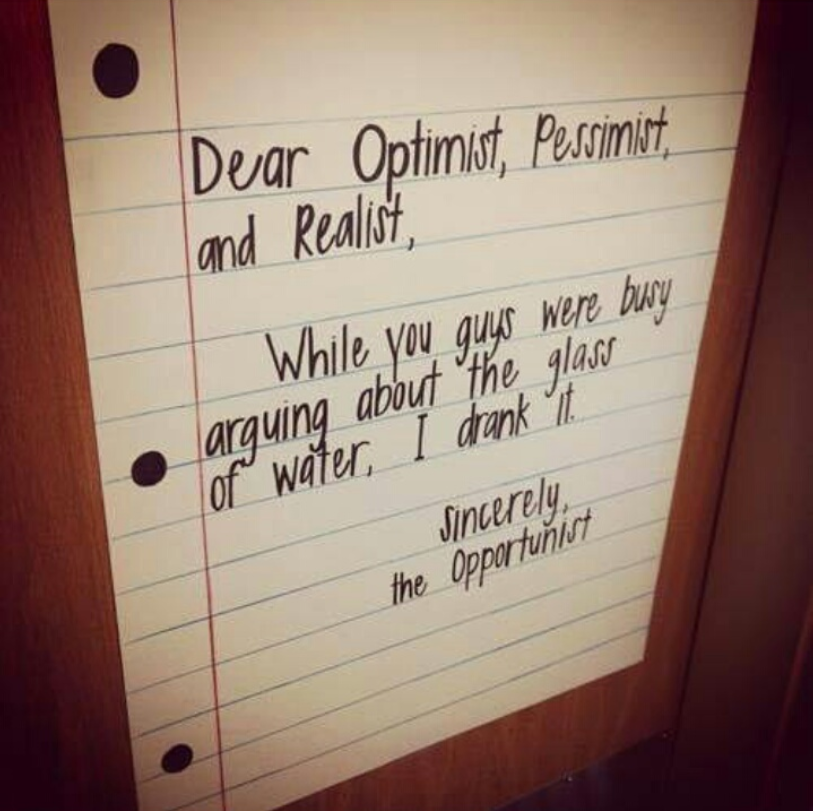 Dear Optimist, Pessimist,
and Realist,
While you guys were busy
arguing about the glass
of water, I drank it.
Sincerely,
the Opportunist